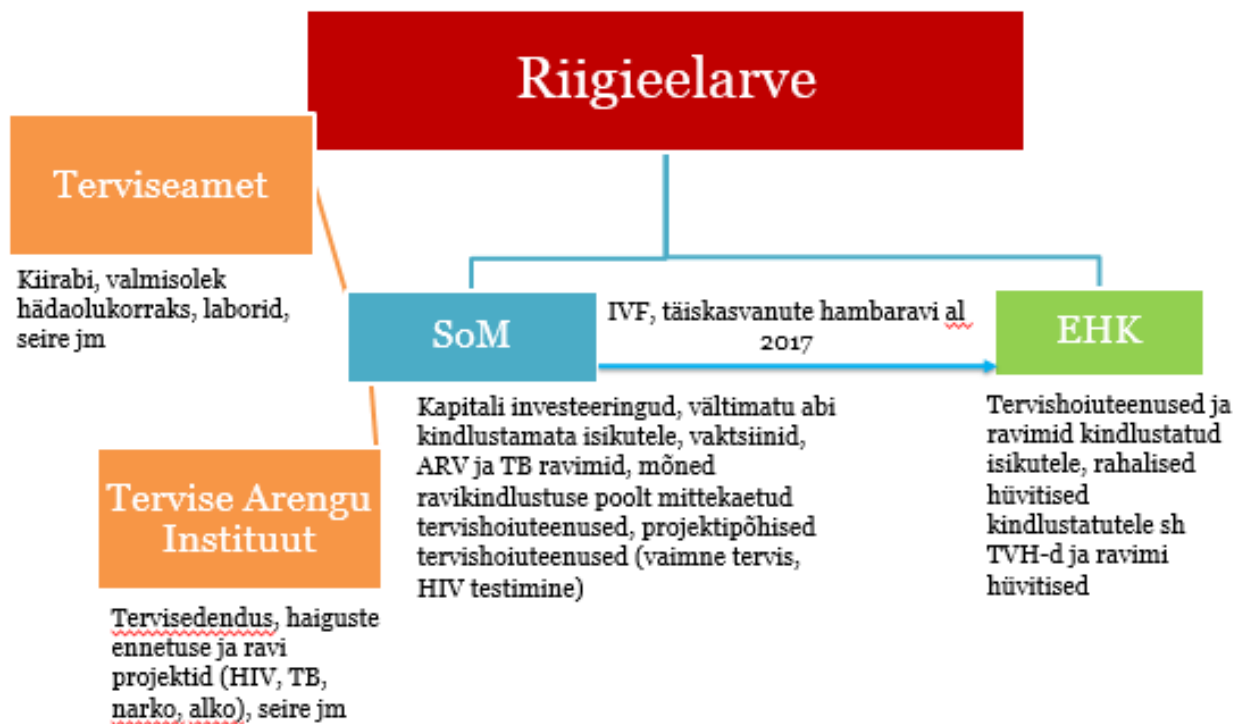 Riigieelarve
Terviseamet
Kiirabi, valmisolek
hädaolukorraks, laborid,
seire jm
SoM
IVF, täiskasvanute hambaravi al
2017
EHK
Kapitali investeeringud, vältimatu abi
kindlustamata isikutele, vaktsiinid,
ARV ja TB ravimid, mõned
ravikindlustuse poolt mittekaetud
tervishoiuteenused, projektipõhised
tervishoiuteenused (vaimne tervis,
HIV testimine)
Tervishoiuteenused ja
ravimid kindlustatud
isikutele, rahalised
hüvitised
kindlustatutele sh
TVH-d ja ravimi
hüvitised
Tervise Arengu
Instituut
Tervisedendus, haiguste
ennetuse ja ravi
projektid (HIV, TB,
narko, alko), seire jm